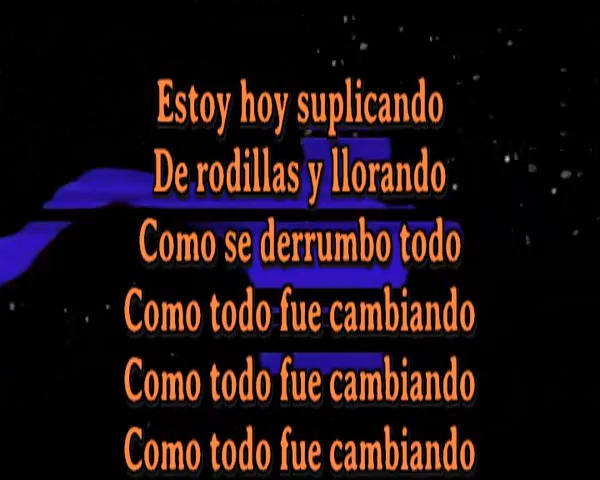 Estoy hoy suplicando
De rodillas y llorando
Como se derrumbo todo
Como todo fue cambiando
Como todo fue cambiando
Como todo fue cambiando